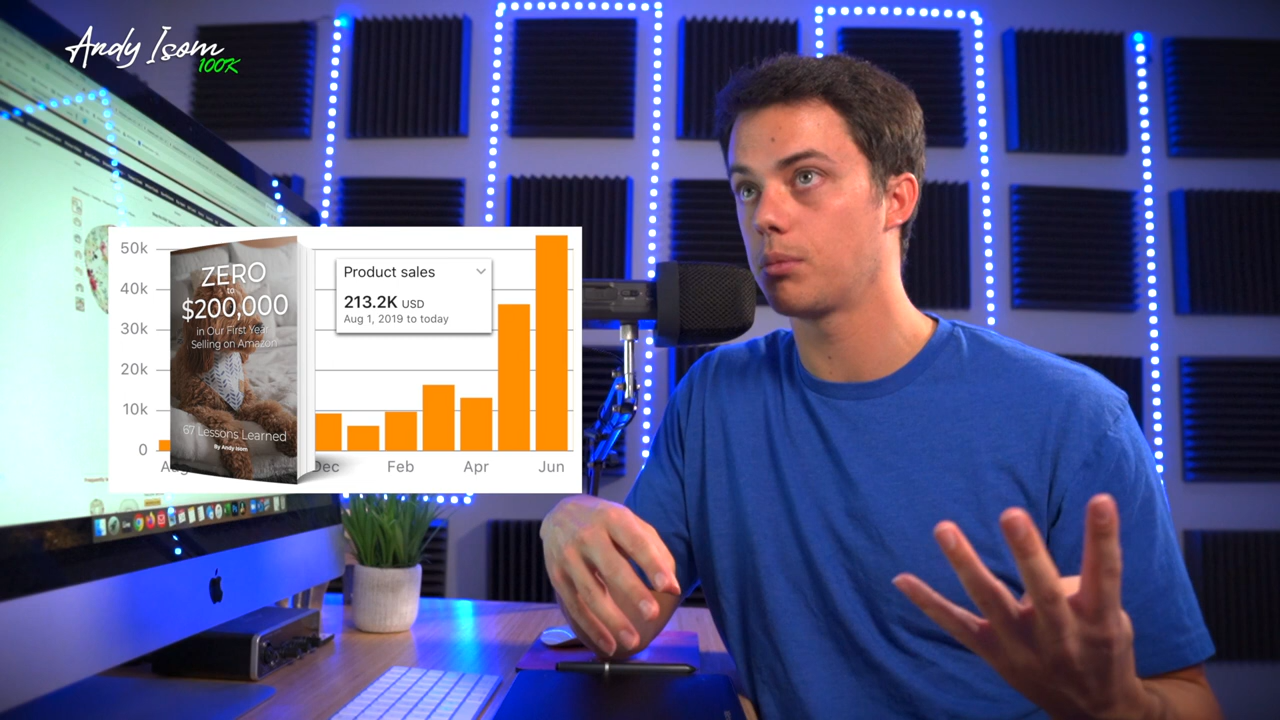 Andy Isom
100K
50k
40k
30k
20k
10k
0
Dec
Feb
Apr
Jun
Product sales
213.2K USD
Aug 1, 2019 to today
ZERO
to
$200,000
in Our First Year
Selling on Amazon
67 Lessons Learned
By Andy Isom